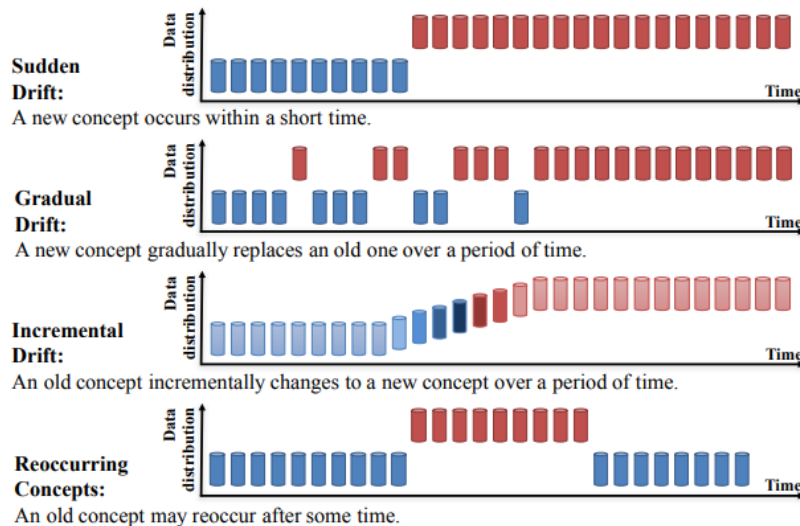 Data
distribution
Sudden
Drift:
Time
A new concept occurs within a short time.
Data
distribution
Gradual
Drift:
Time
A new concept gradually replaces an old one over a period of time.
Data
distribution
Incremental
Drift:
Time
An old concept incrementally changes to a new concept over a period of time.
Data
distribution
Reoccurring
Concepts:
Time
An old concept may reoccur after some time.